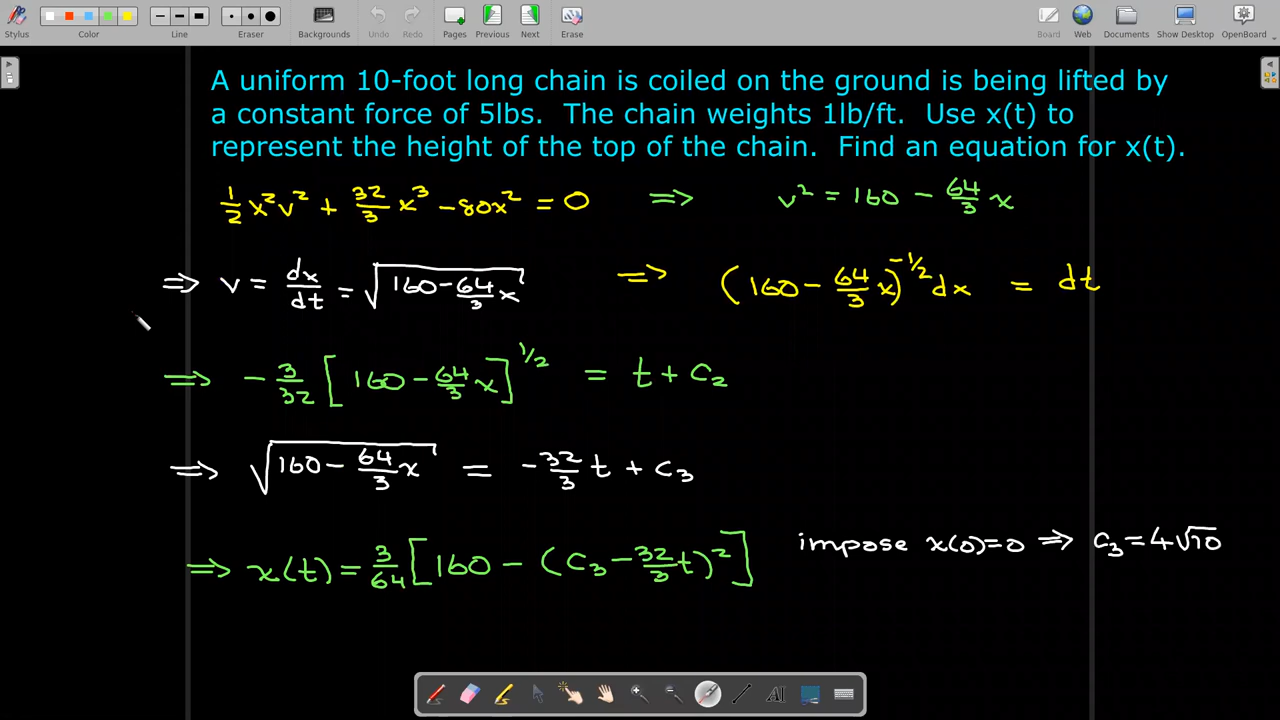 Stylus Color Line Eraser Backgrounds Undo Redo Pages Previous Next Erase Board Web Documents Show Desktop OpenBoard
A uniform 10-foot long chain is coiled on the ground is being lifted by
a constant force of 5lbs. The chain weights 1lb/ft. Use x(t) to
represent the height of the top of the chain. Find an equation for x(t).
1/2 x²v² + 32/3 x³ - 80x² = 0 ⇒ v² = 160 - 64/3 x
⇒ v = dx/dt = √(160 - 64/3 x) ⇒ (160 - 64/3 x)^(-1/2) dx = dt
⇒ -3/32 [160 - 64/3 x]^(1/2) = t + c₂
⇒ √(160 - 64/3 x) = -32/3 t + c₃
impose x(0)=0 ⇒ c₃ = 4√10
⇒ x(t) = 3/64 [160 - (c₃ - 32/3 t)²]
AI